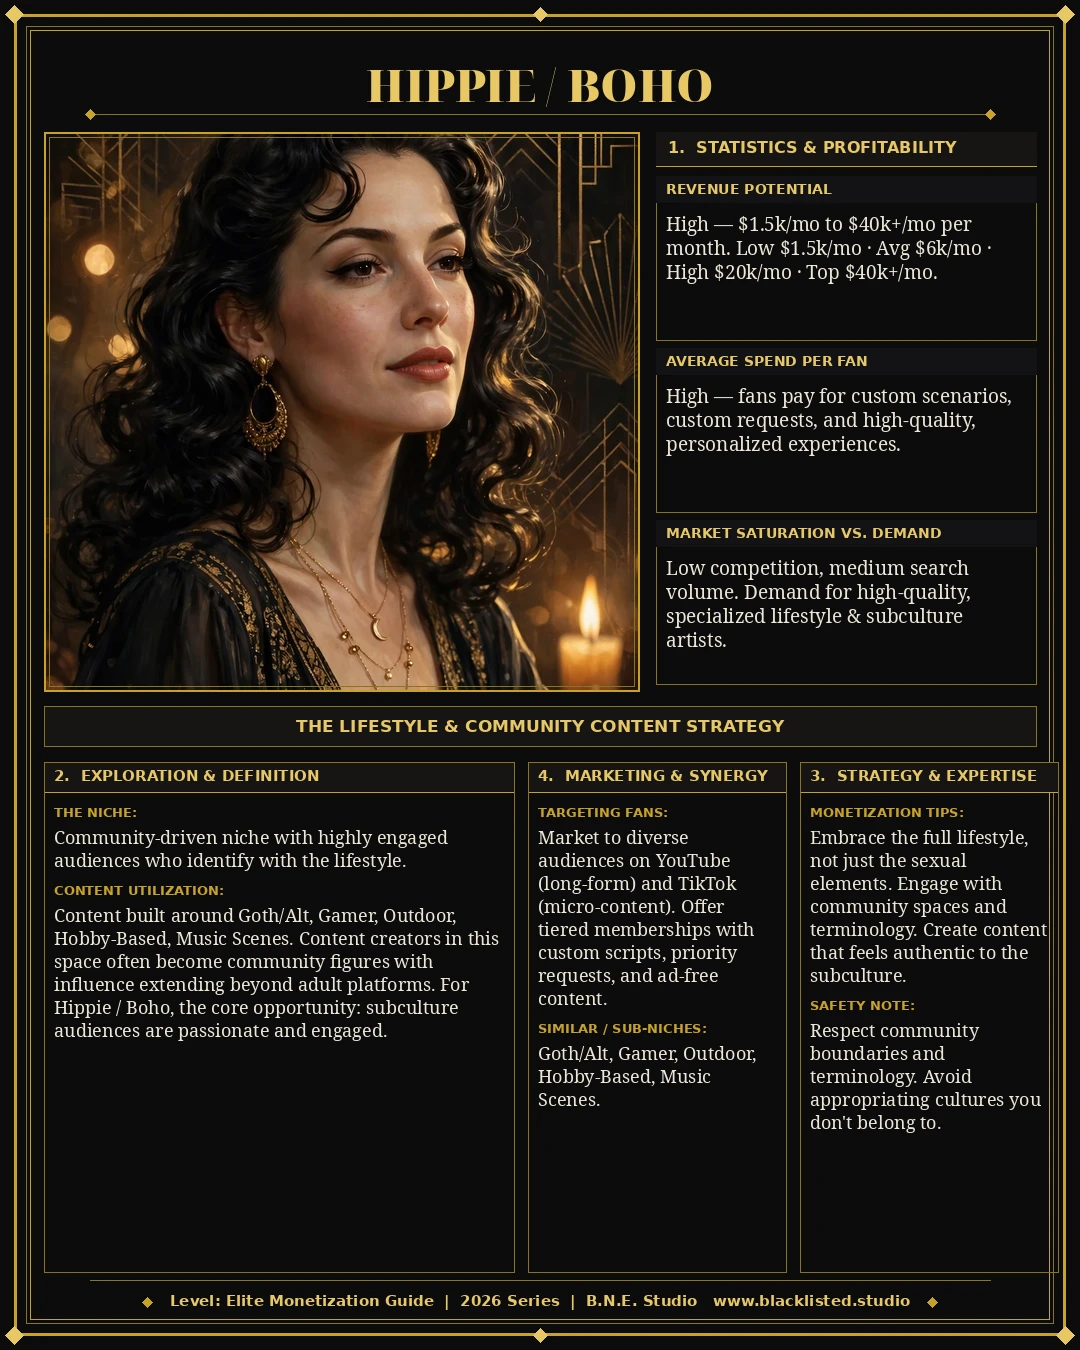 HIPPIE / BOHO
1. STATISTICS & PROFITABILITY
REVENUE POTENTIAL
High — $1.5k/mo to $40k+/mo per
month. Low $1.5k/mo · Avg $6k/mo ·
High $20k/mo · Top $40k+/mo.
AVERAGE SPEND PER FAN
High — fans pay for custom scenarios,
custom requests, and high-quality,
personalized experiences.
MARKET SATURATION VS. DEMAND
Low competition, medium search
volume. Demand for high-quality,
specialized lifestyle & subculture
artists.
THE LIFESTYLE & COMMUNITY CONTENT STRATEGY
2. EXPLORATION & DEFINITION
THE NICHE:
Community-driven niche with highly engaged
audiences who identify with the lifestyle.
CONTENT UTILIZATION:
Content built around Goth/Alt, Gamer, Outdoor,
Hobby-Based, Music Scenes. Content creators in this
space often become community figures with
influence extending beyond adult platforms. For
Hippie / Boho, the core opportunity: subculture
audiences are passionate and engaged.
4. MARKETING & SYNERGY
TARGETING FANS:
Market to diverse
audiences on YouTube
(long-form) and TikTok
(micro-content). Offer
tiered memberships with
custom scripts, priority
requests, and ad-free
content.
SIMILAR / SUB-NICHES:
Goth/Alt, Gamer, Outdoor,
Hobby-Based, Music
Scenes.
3. STRATEGY & EXPERTISE
MONETIZATION TIPS:
Embrace the full lifestyle,
not just the sexual
elements. Engage with
community spaces and
terminology. Create content
that feels authentic to the
subculture.
SAFETY NOTE:
Respect community
boundaries and
terminology. Avoid
appropriating cultures you
don't belong to.
Level: Elite Monetization Guide | 2026 Series | B.N.E. Studio www.blacklisted.studio